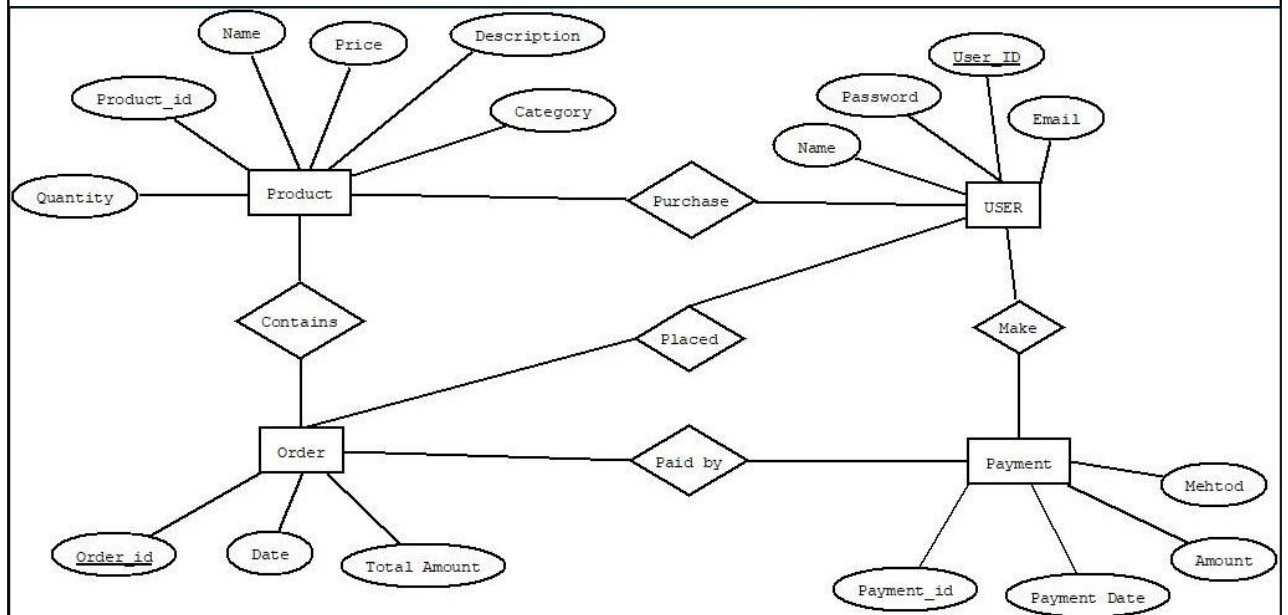 Name
Price
Description
User_ID
Product_id
Category
Password
Email
Name
Quantity
Product
Purchase
USER
Contains
Placed
Make
Order
Paid by
Payment
Mehtod
Order_id
Date
Total Amount
Amount
Payment_id
Payment Date